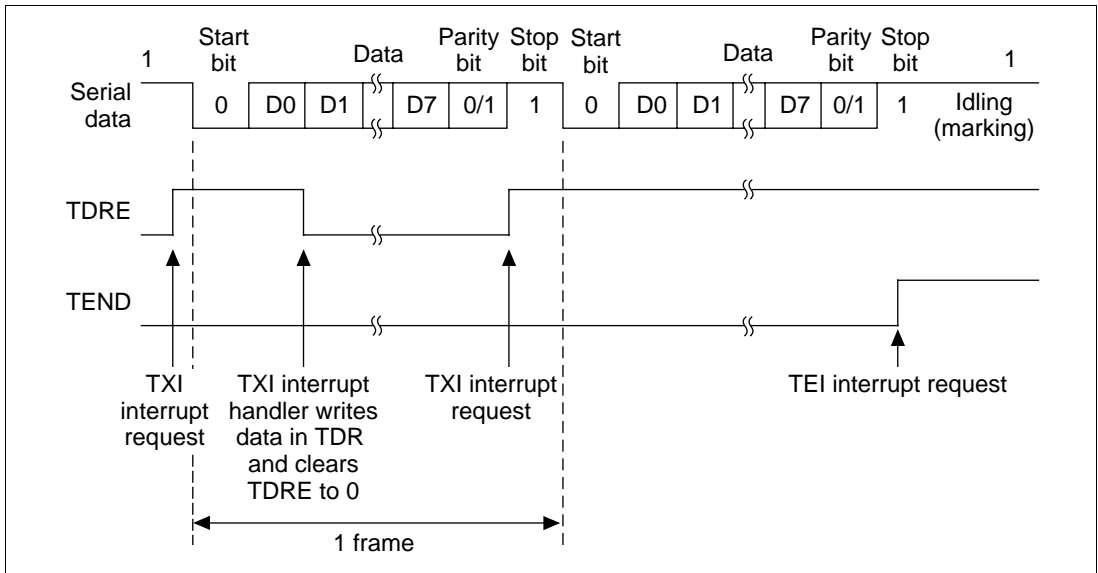 1
Start
bit
Data
Parity
bit
Stop
bit
Start
bit
Data
Parity
bit
Stop
bit
1
Serial
data
0
D0
D1
D7
0/1
1
0
D0
D1
D7
0/1
1
Idling
(marking)
TDRE
TEND
TXI
interrupt
request
TXI interrupt
handler writes
data in TDR
and clears
TDRE to 0
TXI interrupt
request
TEI interrupt request
1 frame